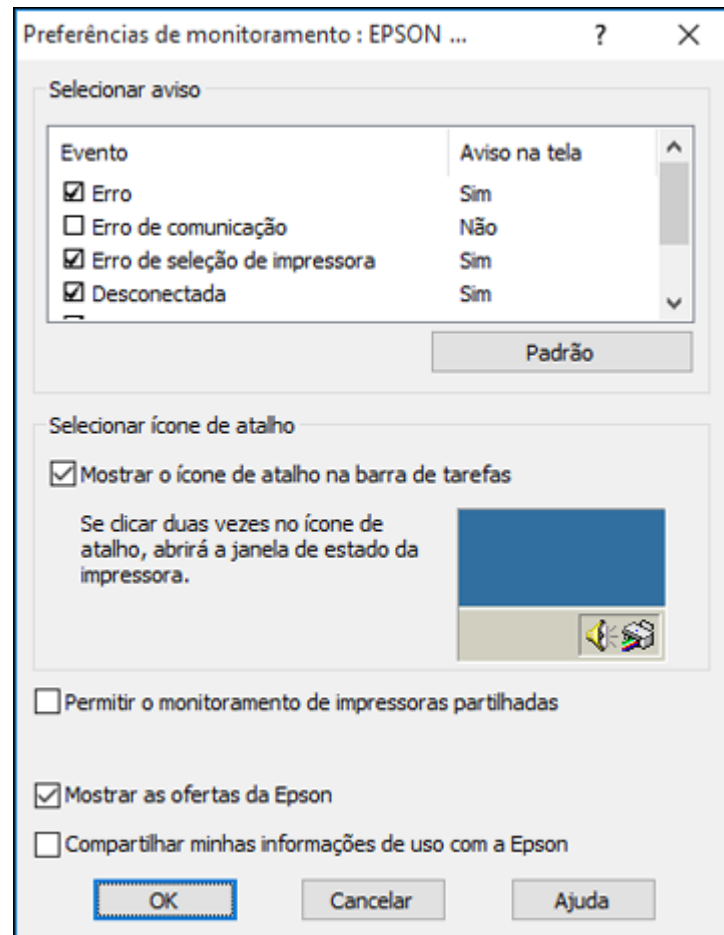 Preferências de monitoramento : EPSON ...
Selecionar aviso
Evento Aviso na tela
Erro Sim
Erro de comunicação Não
Erro de seleção de impressora Sim
Desconectada Sim
Padrão
Selecionar ícone de atalho
Mostrar o ícone de atalho na barra de tarefas
Se clicar duas vezes no ícone de
atalho, abrirá a janela de estado da
impressora.
Permitir o monitoramento de impressoras partilhadas
Mostrar as ofertas da Epson
Compartilhar minhas informações de uso com a Epson
OK Cancelar Ajuda